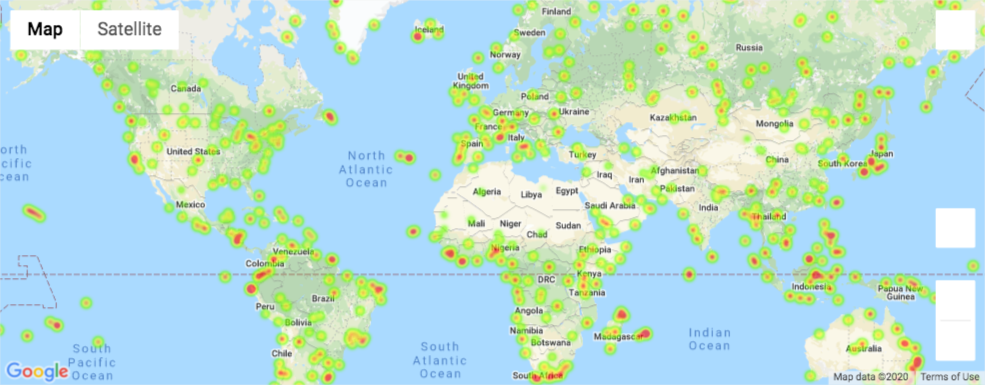 Map Satellite
Iceland
Finland
Sweden
Norway
Russia
Canada
United
Kingdom
Poland
Germany
Ukraine
Kazakhstan
Mongolia
France
Italy
Spain
Turkey
United States
North
Atlantic
Ocean
orth
cific
cean
China
Japan
South Korea
Iraq
Iran
Afghanistan
Pakistan
Algeria
Libya
Egypt
Saudi Arabia
India
Mexico
Mali
Niger
Chad
Sudan
Thailand
Nigeria
Ethiopia
Venezuela
Colombia
DRC
Kenya
Tanzania
Indonesia
Papua New
Guinea
Peru
Brazil
Angola
Bolivia
Namibia
Botswana
Madagascar
Indian
Ocean
Chile
South
Pacific
Ocean
South
Atlantic
Ocean
South Africa
Australia
Google
Map data ©2020 Terms of Use